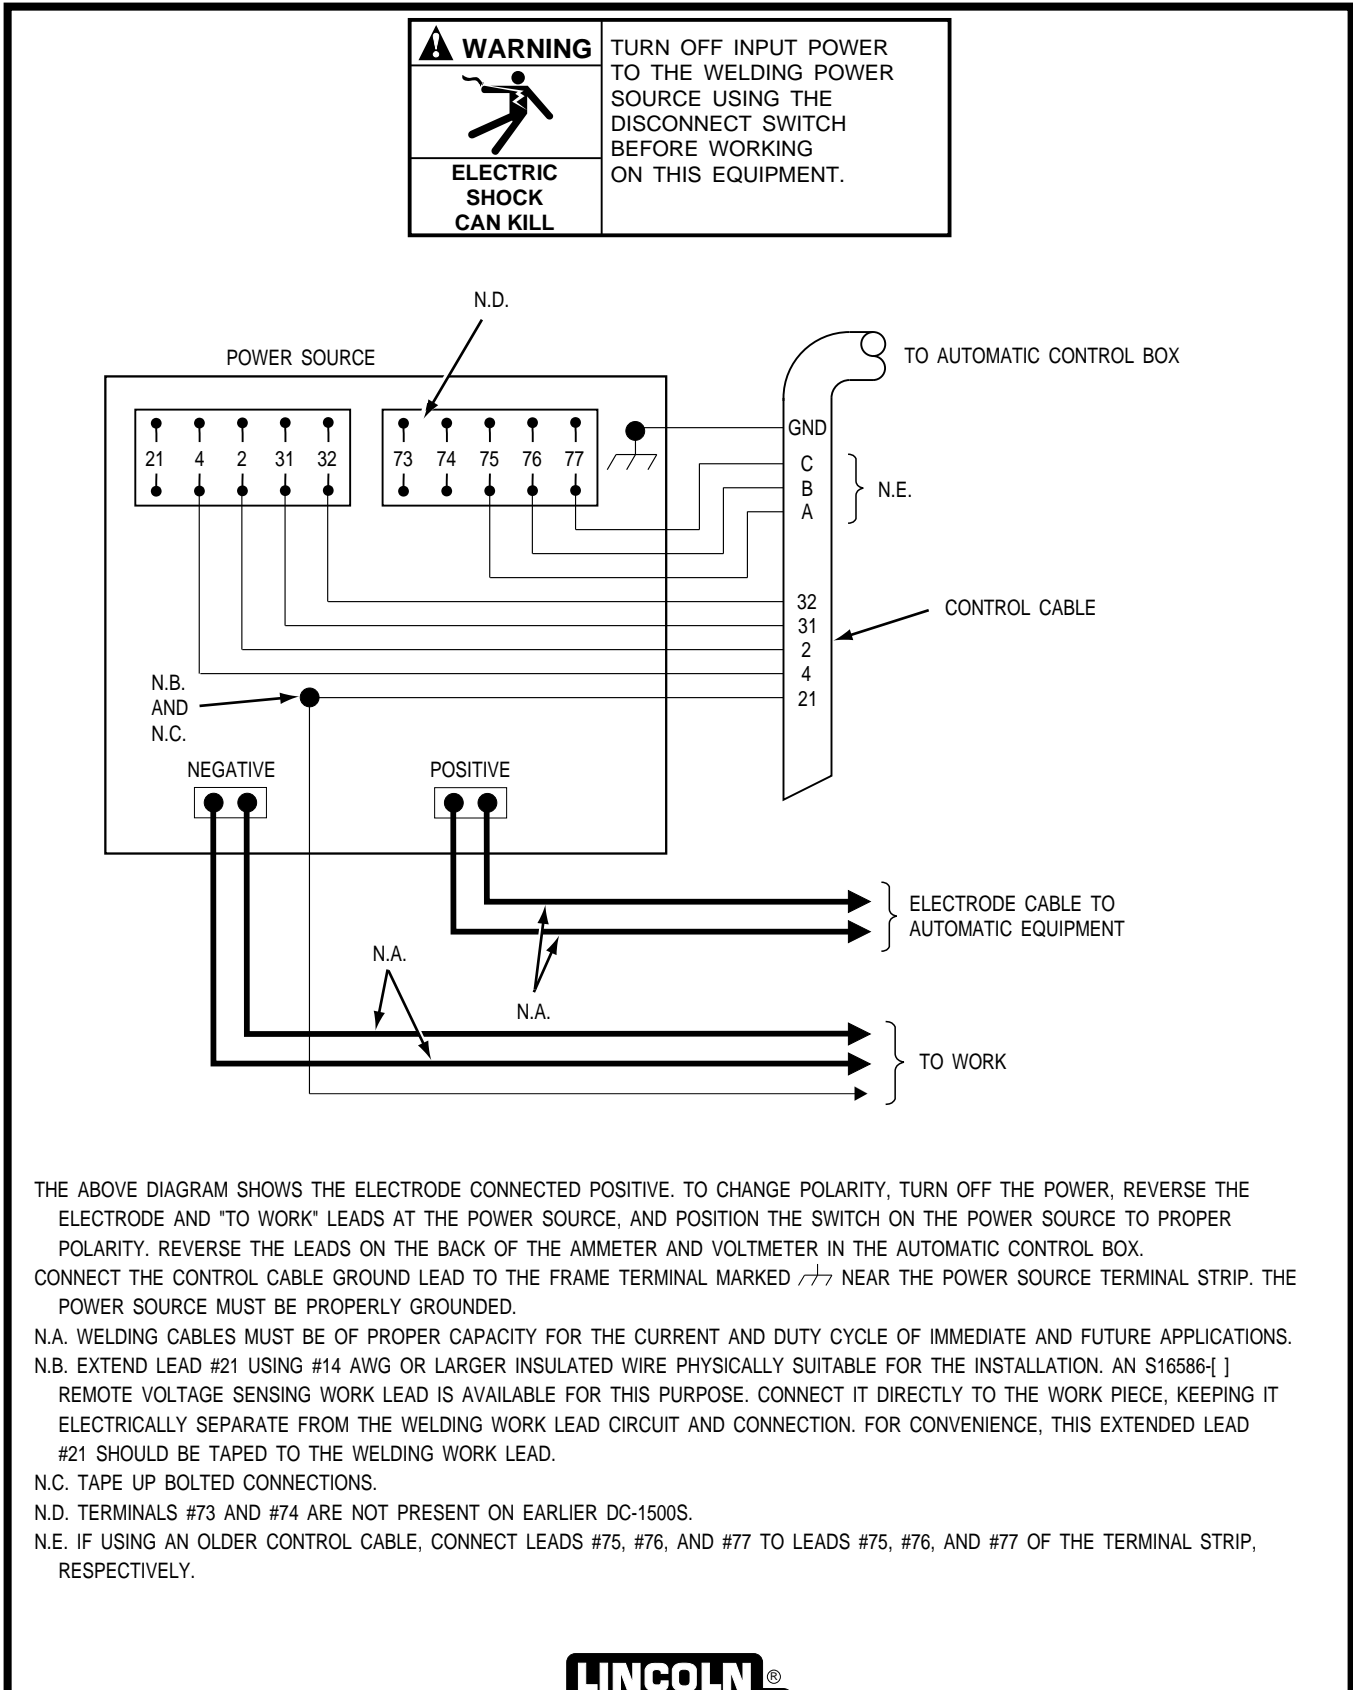 WARNING
ELECTRIC
SHOCK
CAN KILL
TURN OFF INPUT POWER
TO THE WELDING POWER
SOURCE USING THE
DISCONNECT SWITCH
BEFORE WORKING
ON THIS EQUIPMENT.
N.D.
POWER SOURCE
TO AUTOMATIC CONTROL BOX
21 4 2 31 32 73 74 75 76 77
GND
C
B
A
N.E.
32
31
2
4
21
CONTROL CABLE
N.B.
AND
N.C.
NEGATIVE
POSITIVE
ELECTRODE CABLE TO
AUTOMATIC EQUIPMENT
N.A.
N.A.
TO WORK
THE ABOVE DIAGRAM SHOWS THE ELECTRODE CONNECTED POSITIVE. TO CHANGE POLARITY, TURN OFF THE POWER, REVERSE THE
ELECTRODE AND "TO WORK" LEADS AT THE POWER SOURCE, AND POSITION THE SWITCH ON THE POWER SOURCE TO PROPER
POLARITY. REVERSE THE LEADS ON THE BACK OF THE AMMETER AND VOLTMETER IN THE AUTOMATIC CONTROL BOX.
CONNECT THE CONTROL CABLE GROUND LEAD TO THE FRAME TERMINAL MARKED NEAR THE POWER SOURCE TERMINAL STRIP. THE
POWER SOURCE MUST BE PROPERLY GROUNDED.
N.A. WELDING CABLES MUST BE OF PROPER CAPACITY FOR THE CURRENT AND DUTY CYCLE OF IMMEDIATE AND FUTURE APPLICATIONS.
N.B. EXTEND LEAD #21 USING #14 AWG OR LARGER INSULATED WIRE PHYSICALLY SUITABLE FOR THE INSTALLATION. AN S16586-[ ]
REMOTE VOLTAGE SENSING WORK LEAD IS AVAILABLE FOR THIS PURPOSE. CONNECT IT DIRECTLY TO THE WORK PIECE, KEEPING IT
ELECTRICALLY SEPARATE FROM THE WELDING WORK LEAD CIRCUIT AND CONNECTION. FOR CONVENIENCE, THIS EXTENDED LEAD
#21 SHOULD BE TAPED TO THE WELDING WORK LEAD.
N.C. TAPE UP BOLTED CONNECTIONS.
N.D. TERMINALS #73 AND #74 ARE NOT PRESENT ON EARLIER DC-1500S.
N.E. IF USING AN OLDER CONTROL CABLE, CONNECT LEADS #75, #76, AND #77 TO LEADS #75, #76, AND #77 OF THE TERMINAL STRIP,
RESPECTIVELY.
LINCOLN ®